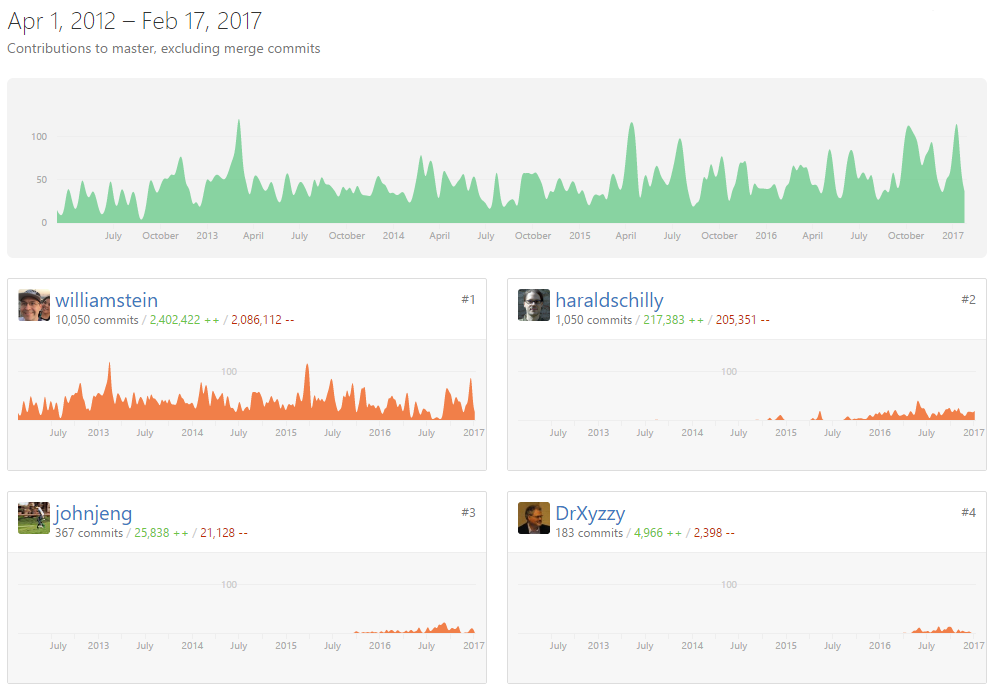 Apr 1, 2012 – Feb 17, 2017
Contributions to master, excluding merge commits
100
50
0
July October 2013 April July October 2014 April July October 2015 April July October 2016 April July October 2017
williamstein #1
10,050 commits / 2,402,422 ++ / 2,086,112 --
100
July 2013 July 2014 July 2015 July 2016 July 2017
haraldschilly #2
1,050 commits / 217,383 ++ / 205,351 --
100
July 2013 July 2014 July 2015 July 2016 July 2017
johnjeng #3
367 commits / 25,838 ++ / 21,128 --
100
July 2013 July 2014 July 2015 July 2016 July 2017
DrXyzzy #4
183 commits / 4,966 ++ / 2,398 --
100
July 2013 July 2014 July 2015 July 2016 July 2017